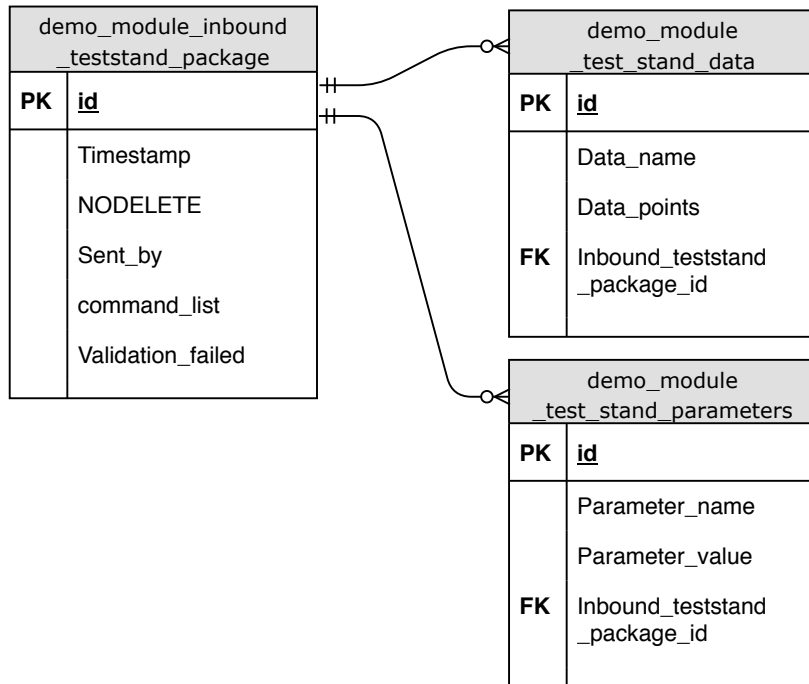 demo_module_inbound
_teststand_package
PK id
Timestamp
NODELETE
Sent_by
command_list
Validation_failed
demo_module
_test_stand_data
PK id
Data_name
Data_points
FK Inbound_teststand
_package_id
demo_module
_test_stand_parameters
PK id
Parameter_name
Parameter_value
FK Inbound_teststand
_package_id